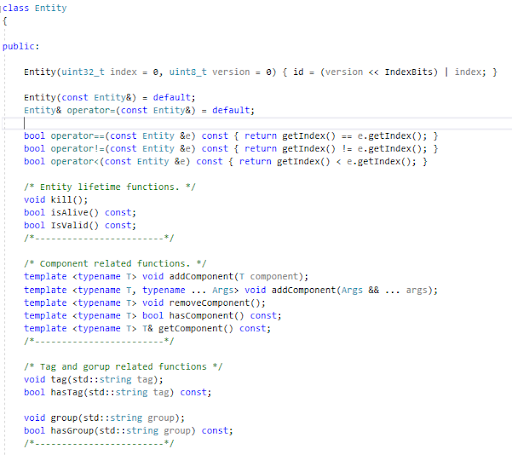 class Entity
{
public:
Entity(uint32_t index = 0, uint8_t version = 0) { id = (version << IndexBits) | index; }
Entity(const Entity&) = default;
Entity& operator=(const Entity&) = default;
bool operator==(const Entity &e) const { return getIndex() == e.getIndex(); }
bool operator!=(const Entity &e) const { return getIndex() != e.getIndex(); }
bool operator<(const Entity &e) const { return getIndex() < e.getIndex(); }
/* Entity lifetime functions. */
void kill();
bool isAlive() const;
bool IsValid() const;
/*------------------------*/
/* Component related functions. */
template <typename T> void addComponent(T component);
template <typename T, typename ... Args> void addComponent(Args && ... args);
template <typename T> void removeComponent();
template <typename T> bool hasComponent() const;
template <typename T> T& getComponent() const;
/*------------------------*/
/* Tag and gorup related functions */
void tag(std::string tag);
bool hasTag(std::string tag) const;
void group(std::string group);
bool hasGroup(std::string group) const;
/*------------------------*/